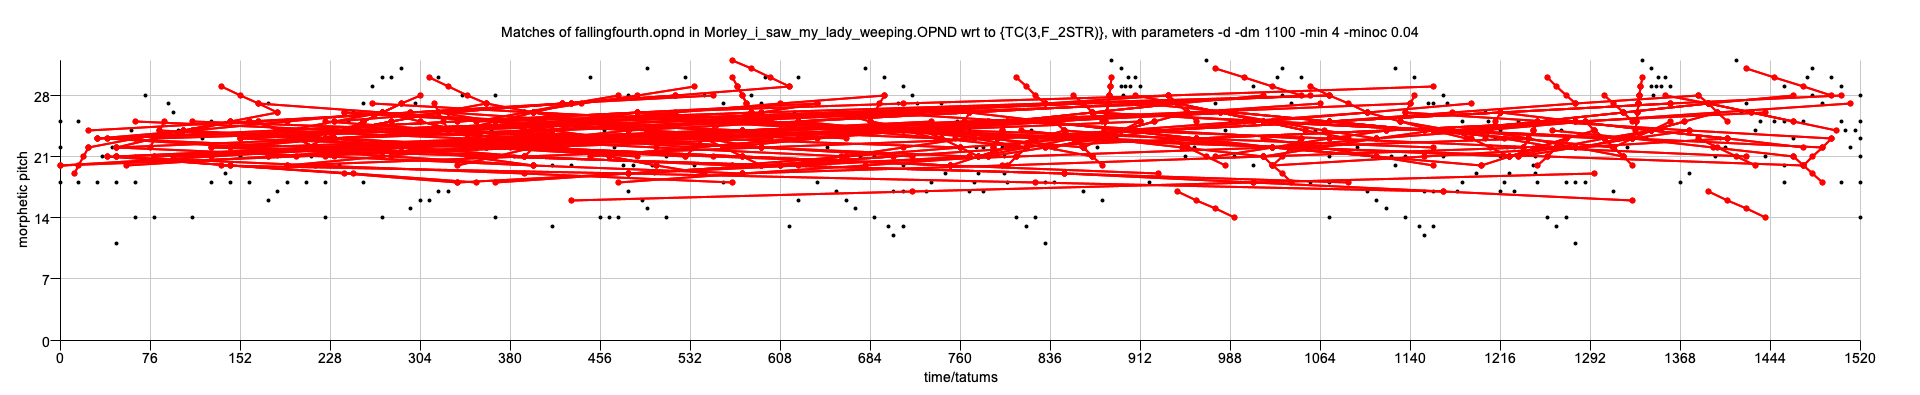 Matches of fallingfourth.opnd in Morley_i_saw_my_lady_weeping.OPND wrt to {TC(3,F_2STR)}, with parameters -d -dm 1100 -min 4 -minoc 0.04
morphetic pitch
28
21
14
7
0
0 76 152 228 304 380 456 532 608 684 760 836 912 988 1064 1140 1216 1292 1368 1444 1520
time/tatums